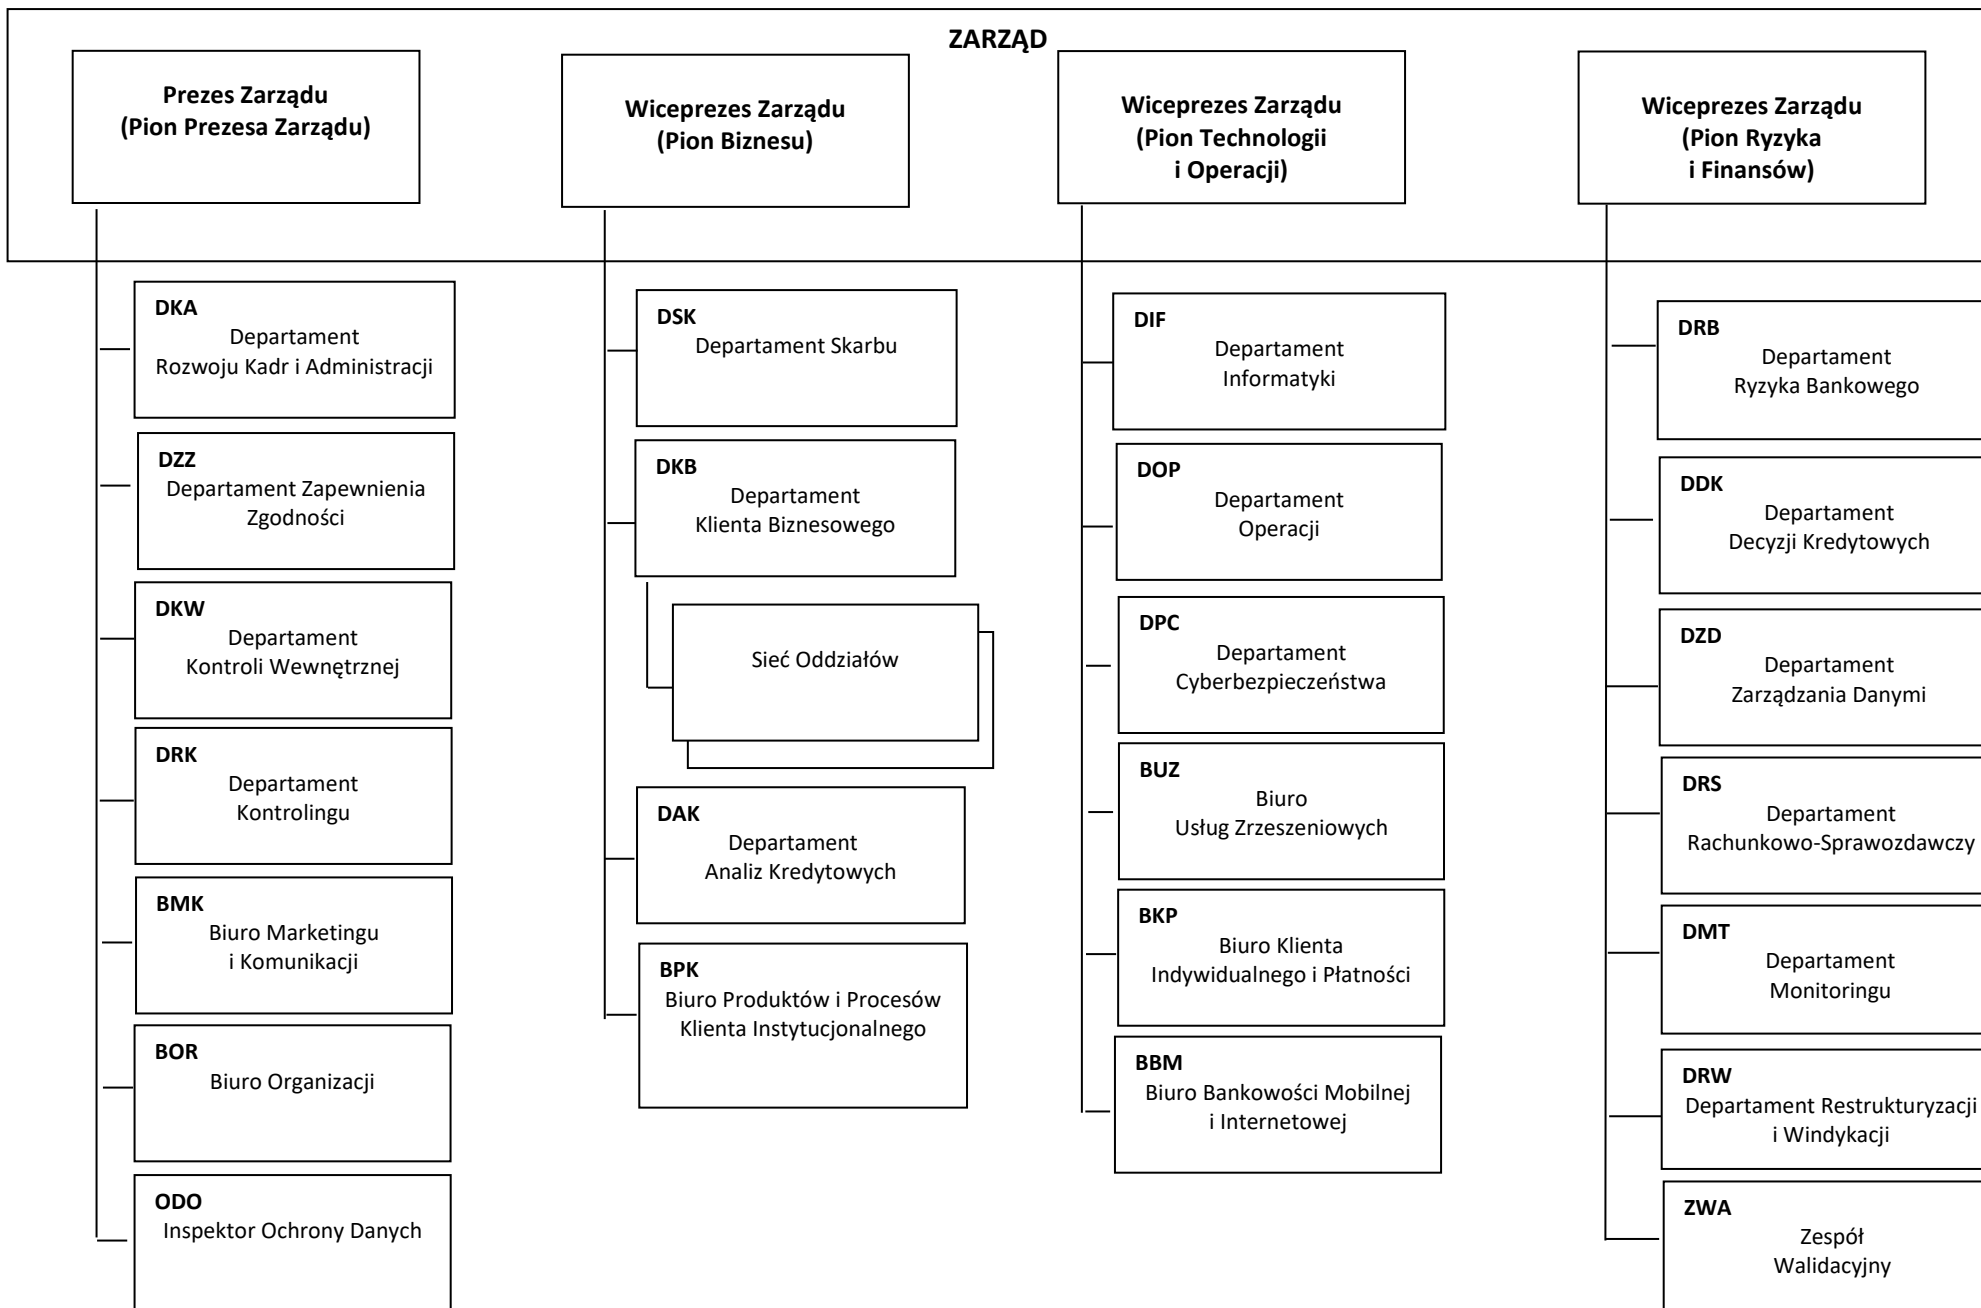 ZARZĄD
Prezes Zarządu
(Pion Prezesa Zarządu)
DKA
Departament
Rozwoju Kadr i Administracji
DZZ
Departament Zapewnienia
Zgodności
DKW
Departament
Kontroli Wewnętrznej
DRK
Departament
Kontrolingu
BMK
Biuro Marketingu
i Komunikacji
BOR
Biuro Organizacji
ODO
Inspektor Ochrony Danych
Wiceprezes Zarządu
(Pion Biznesu)
DSK
Departament Skarbu
DKB
Departament
Klienta Biznesowego
Sieć Oddziałów
DAK
Departament
Analiz Kredytowych
BPK
Biuro Produktów i Procesów
Klienta Instytucjonalnego
Wiceprezes Zarządu
(Pion Technologii
i Operacji)
DIF
Departament
Informatyki
DOP
Departament
Operacji
DPC
Departament
Cyberbezpieczeństwa
BUZ
Biuro
Usług Zrzeszeniowych
BKP
Biuro Klienta
Indywidualnego i Płatności
BBM
Biuro Bankowości Mobilnej
i Internetowej
Wiceprezes Zarządu
(Pion Ryzyka
i Finansów)
DRB
Departament
Ryzyka Bankowego
DDK
Departament
Decyzji Kredytowych
DZD
Departament
Zarządzania Danymi
DRS
Departament
Rachunkowo-Sprawozdawczy
DMT
Departament
Monitoringu
DRW
Departament Restrukturyzacji
i Windykacji
ZWA
Zespół
Walidacyjny